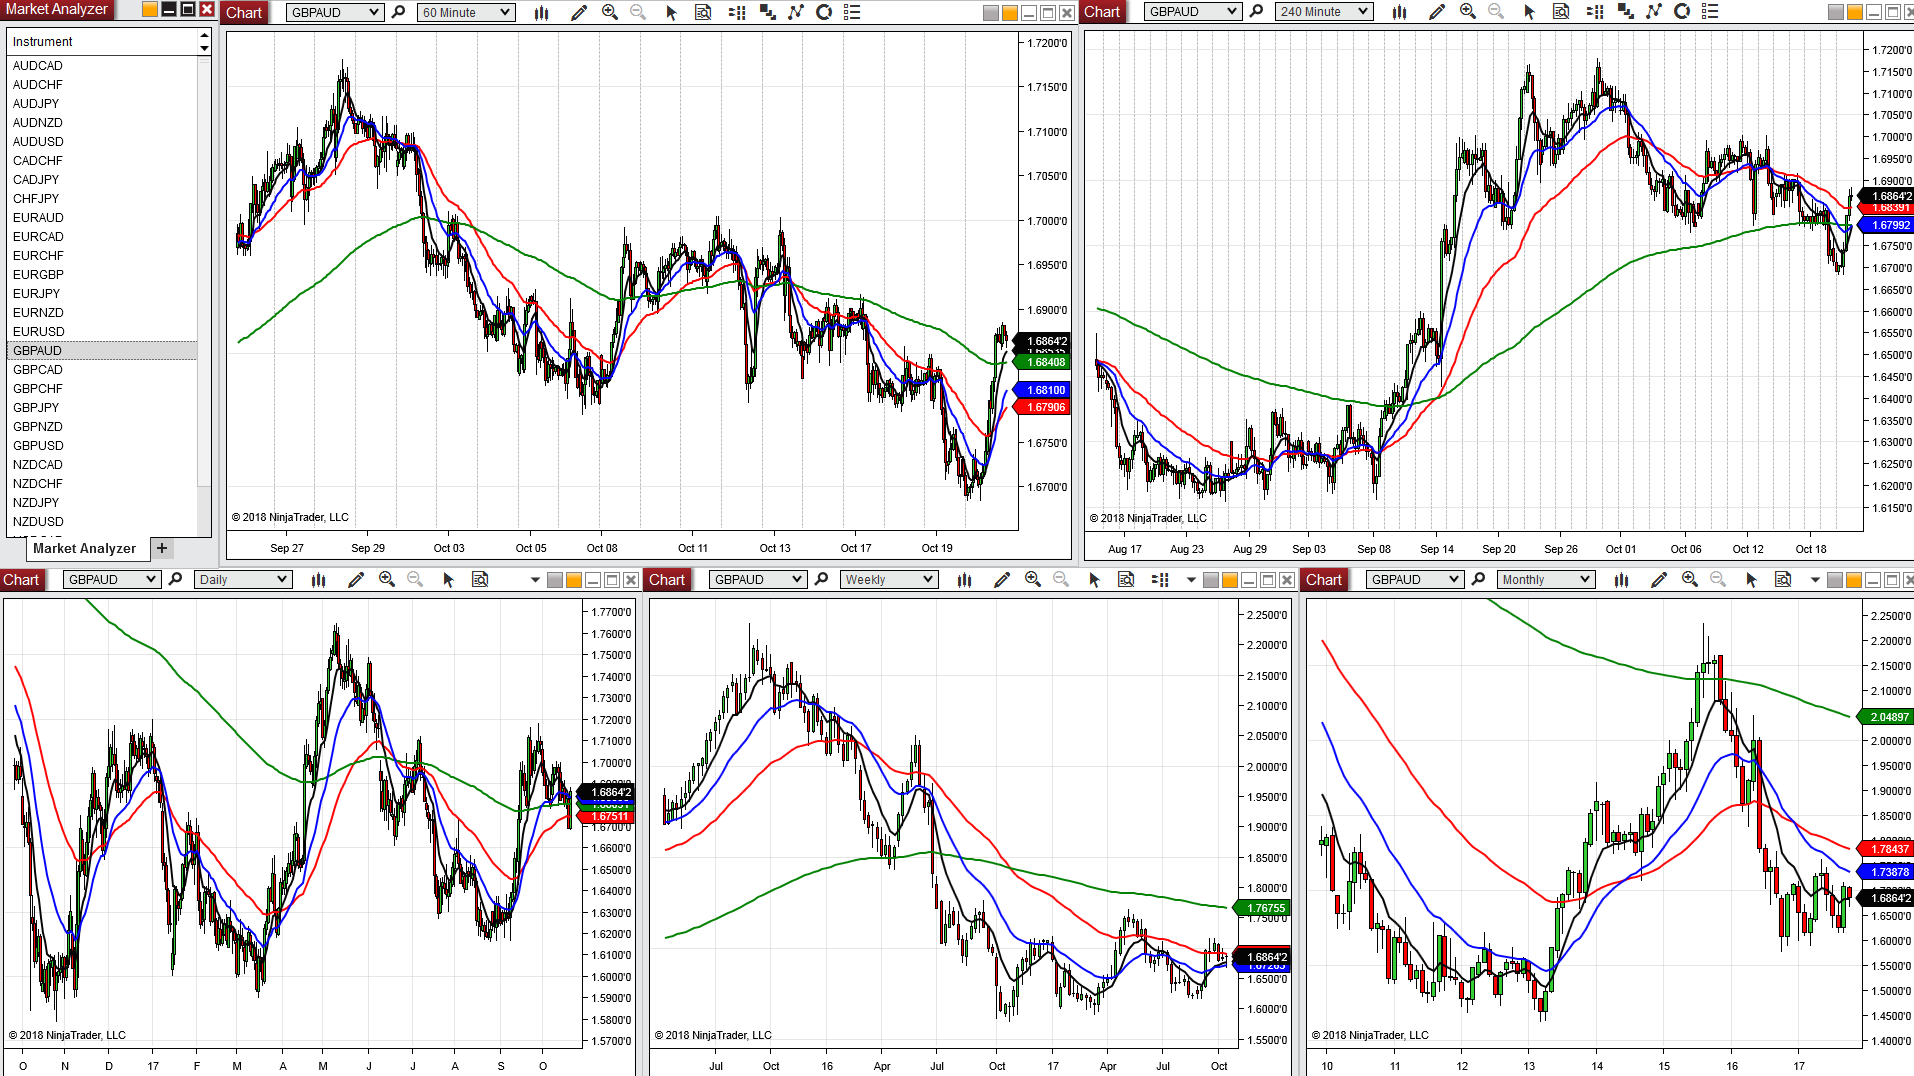 Market Analyzer
Instrument
AUDCAD
AUDCHF
AUDJPY
AUDNZD
AUDUSD
CADCHF
CADJPY
CHFJPY
EURAUD
EURCAD
EURCHF
EURGBP
EURJPY
EURNZD
EURUSD
GBPAUD
GBPCAD
GBPCHF
GBPJPY
GBPNZD
GBPUSD
NZDCAD
NZDCHF
NZDJPY
NZDUSD
Market Analyzer +
Chart GBPAUD 60 Minute
1.7200'0
1.7150'0
1.7100'0
1.7050'0
1.7000'0
1.6950'0
1.6900'0
1.6864'2
1.68408
1.68100
1.67906
1.6750'0
1.6700'0
© 2018 NinjaTrader, LLC
Sep 27 Sep 29 Oct 03 Oct 05 Oct 08 Oct 11 Oct 13 Oct 17 Oct 19
Chart GBPAUD 240 Minute
1.7200'0
1.7150'0
1.7100'0
1.7050'0
1.7000'0
1.6950'0
1.6900'0
1.6864'2
1.68391
1.67992
1.6750'0
1.6700'0
1.6650'0
1.6600'0
1.6550'0
1.6500'0
1.6450'0
1.6400'0
1.6350'0
1.6300'0
1.6250'0
1.6200'0
1.6150'0
© 2018 NinjaTrader, LLC
Aug 17 Aug 23 Aug 29 Sep 03 Sep 08 Sep 14 Sep 20 Sep 26 Oct 01 Oct 06 Oct 12 Oct 18
Chart GBPAUD Daily
1.7700'0
1.7600'0
1.7500'0
1.7400'0
1.7300'0
1.7200'0
1.7100'0
1.7000'0
1.6864'2
1.67511
1.6700'0
1.6600'0
1.6500'0
1.6400'0
1.6300'0
1.6200'0
1.6100'0
1.6000'0
1.5900'0
1.5800'0
1.5700'0
© 2018 NinjaTrader, LLC
O N D 17 F M A M J J A S O
Chart GBPAUD Weekly
2.2500'0
2.2000'0
2.1500'0
2.1000'0
2.0500'0
2.0000'0
1.9500'0
1.9000'0
1.8500'0
1.8000'0
1.76755
1.7500'0
1.6864'2
1.6500'0
1.6000'0
1.5500'0
© 2018 NinjaTrader, LLC
Jul Oct 16 Apr Jul Oct 17 Apr Jul Oct
Chart GBPAUD Monthly
2.2500'0
2.2000'0
2.1500'0
2.1000'0
2.04897
2.0000'0
1.9500'0
1.9000'0
1.8500'0
1.78437
1.73878
1.6864'2
1.6500'0
1.6000'0
1.5500'0
1.5000'0
1.4500'0
1.4000'0
© 2018 NinjaTrader, LLC
10 11 12 13 14 15 16 17